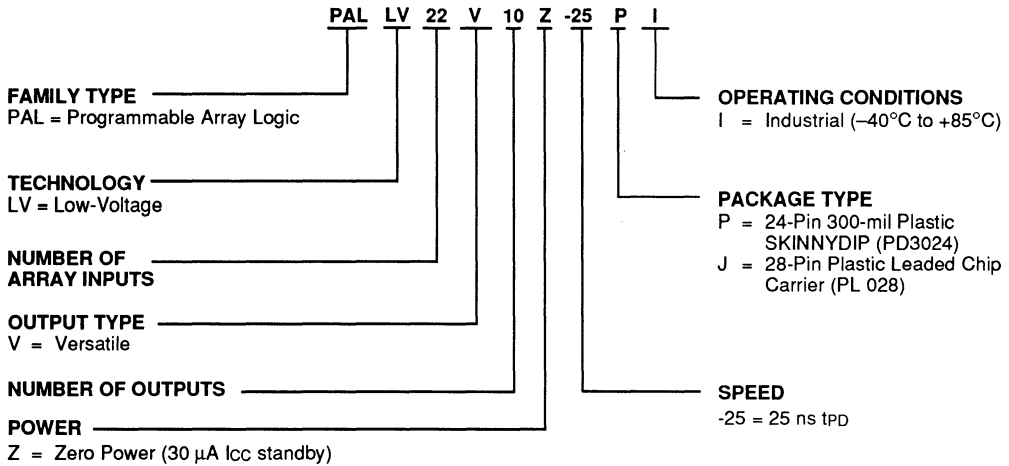 PAL LV 22 V 10 Z -25 P I
FAMILY TYPE
PAL = Programmable Array Logic
TECHNOLOGY
LV = Low-Voltage
NUMBER OF
ARRAY INPUTS
OUTPUT TYPE
V = Versatile
NUMBER OF OUTPUTS
POWER
Z = Zero Power (30 µA ICC standby)
OPERATING CONDITIONS
I = Industrial (–40°C to +85°C)
PACKAGE TYPE
P = 24-Pin 300-mil Plastic
SKINNYDIP (PD3024)
J = 28-Pin Plastic Leaded Chip
Carrier (PL 028)
SPEED
-25 = 25 ns tPD